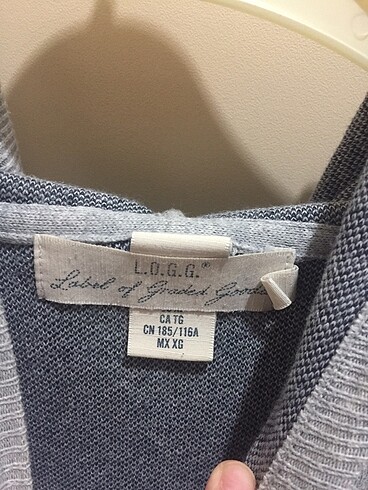 L.O.G.G.®
Label of Graded Goods
CA TG
CN 185/116A
MX XG